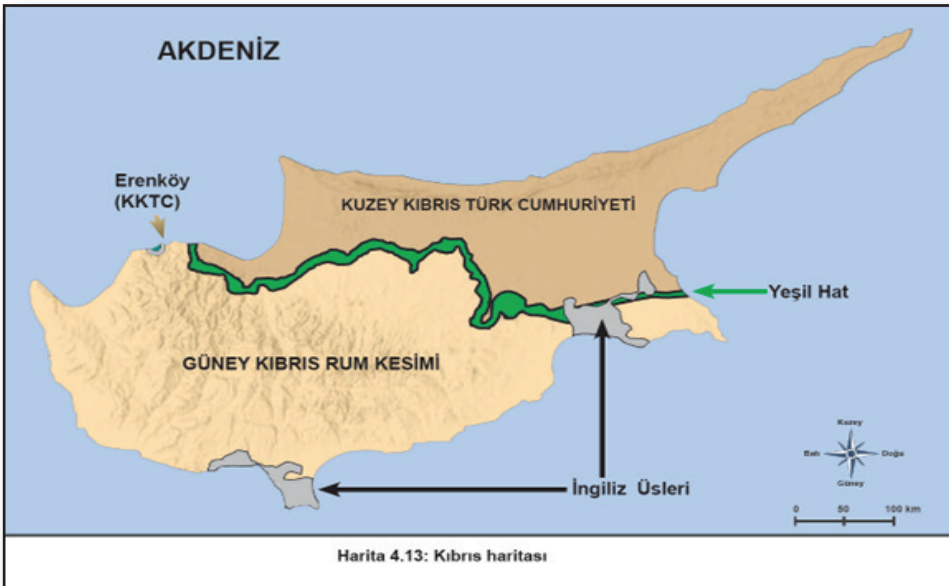 AKDENİZ
Erenköy
(KKTC)
KUZEY KIBRIS TÜRK CUMHURİYETİ
Yeşil Hat
GÜNEY KIBRIS RUM KESİMİ
Kuzey
Batı
Doğu
Güney
İngiliz Üsleri
0 50 100 km
Harita 4.13: Kıbrıs haritası